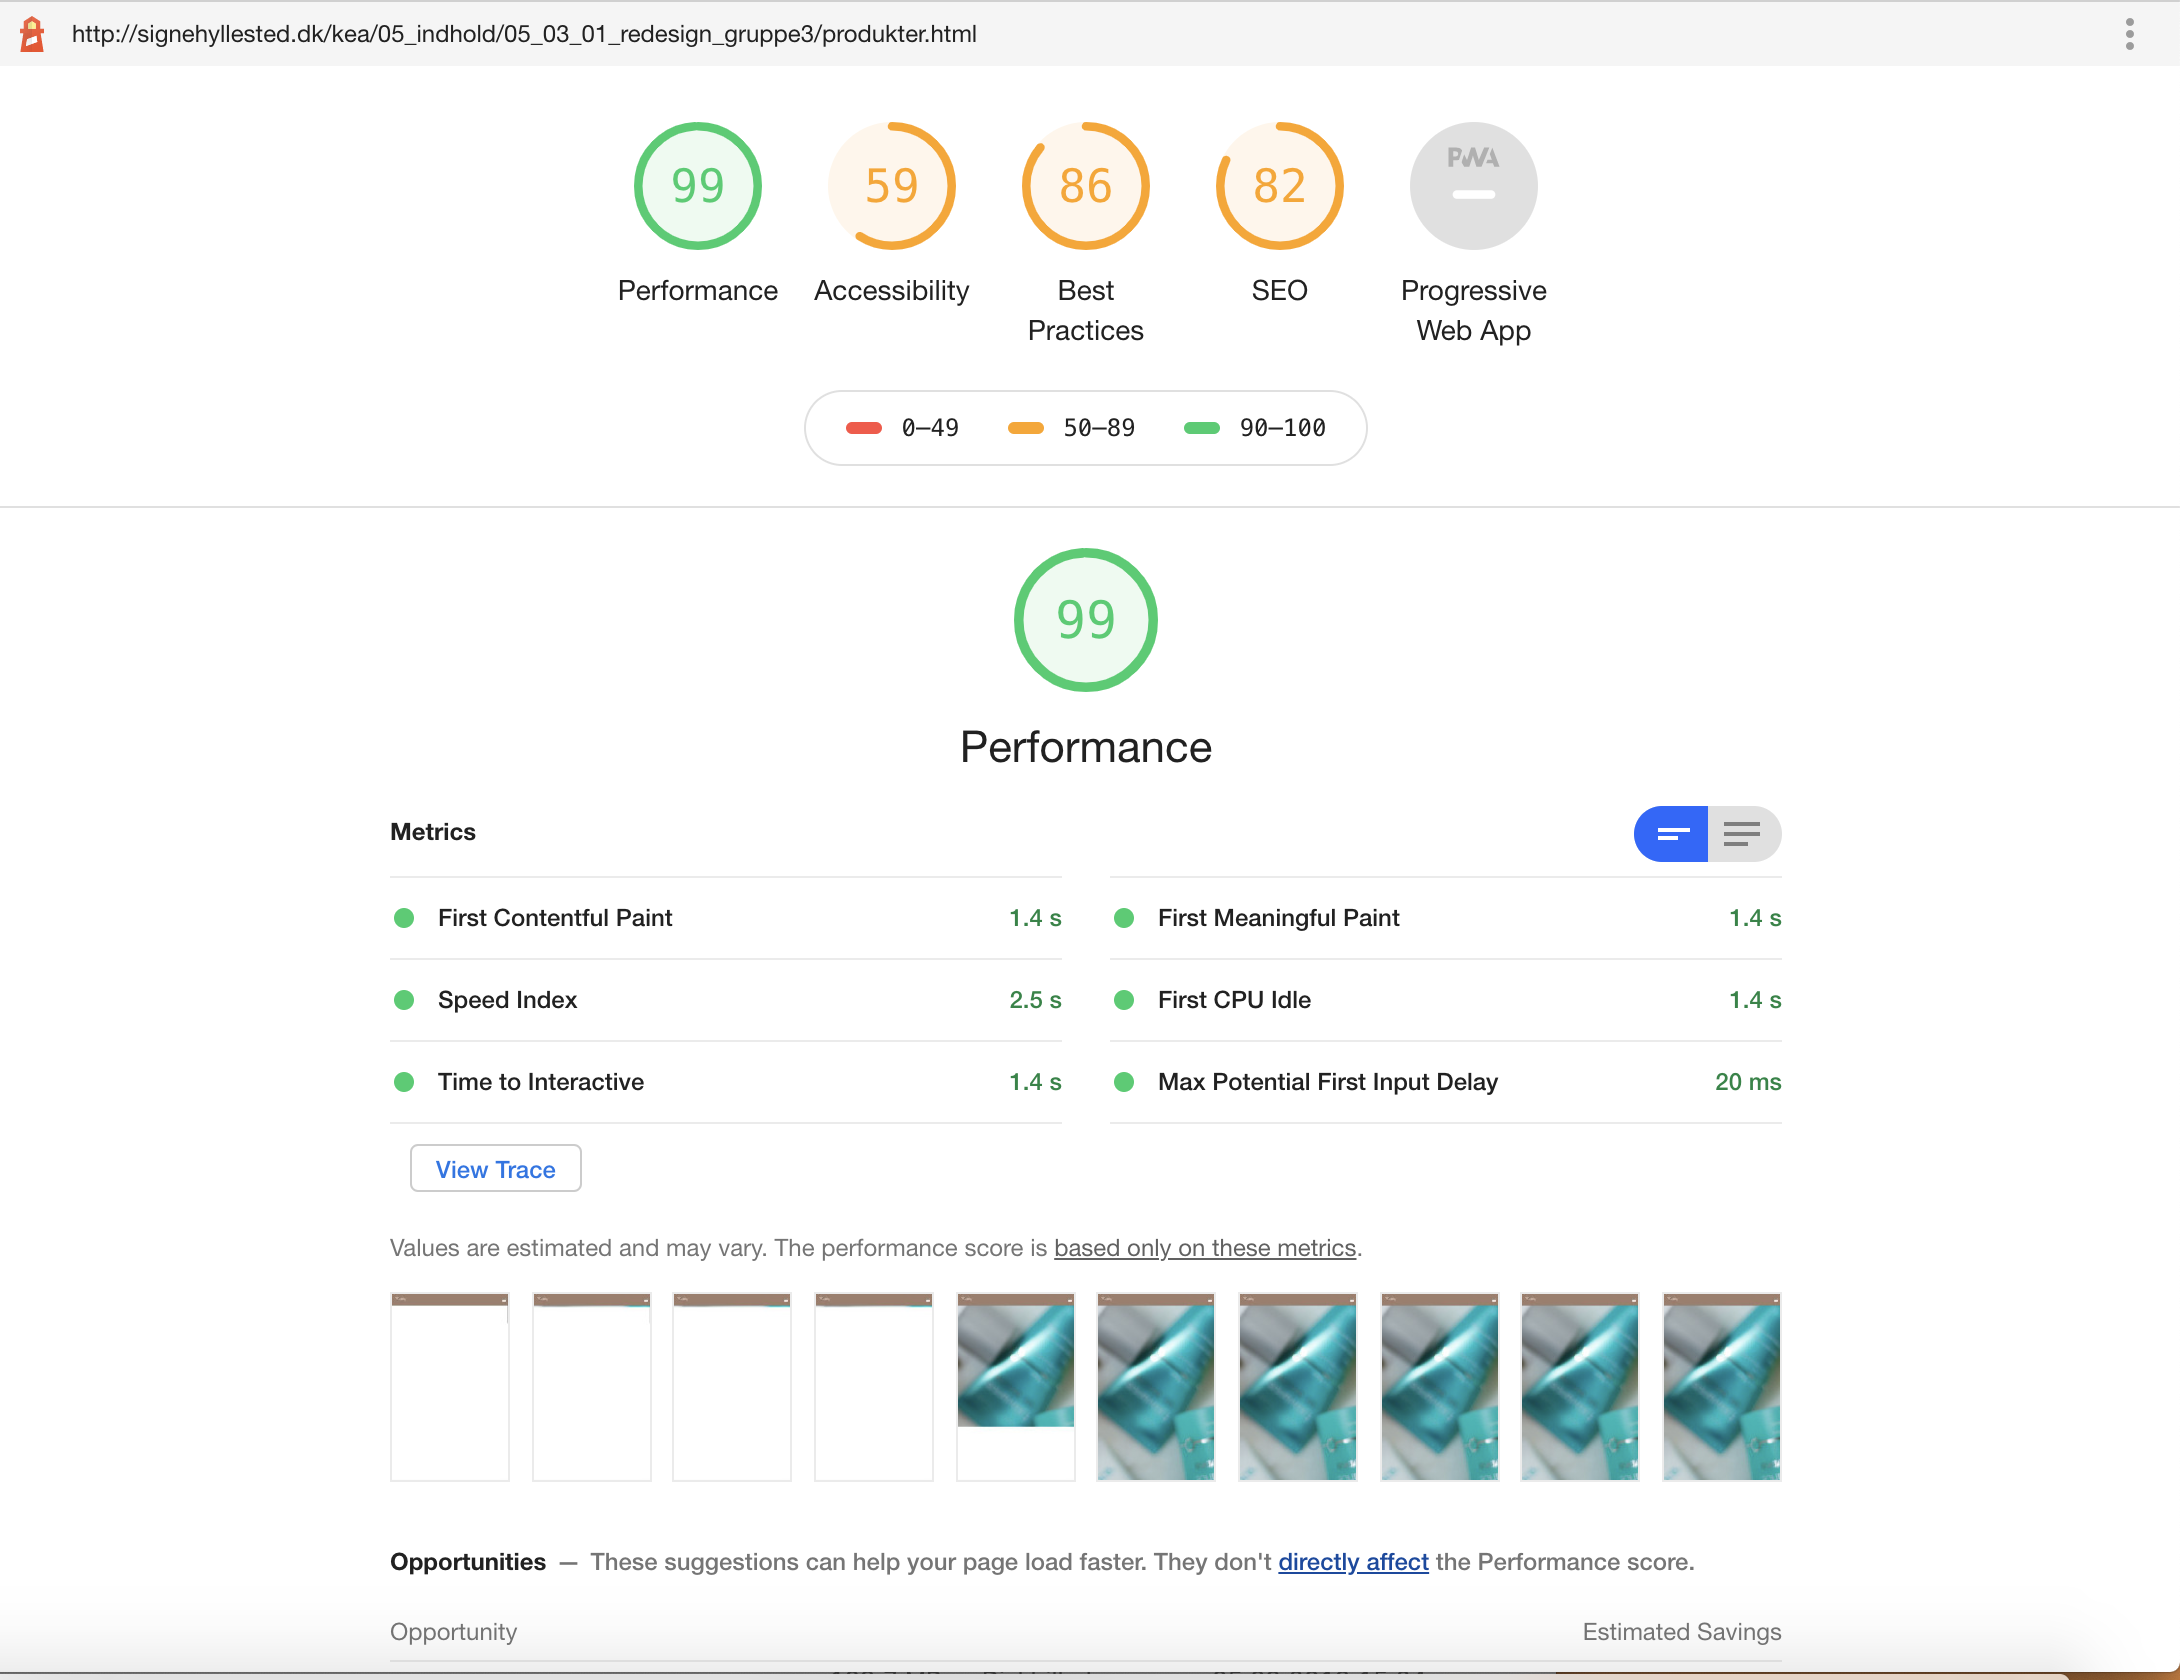 http://signehyllested.dk/kea/05_indhold/05_03_01_redesign_gruppe3/produkter.html
99
59
86
82
PWA
Performance
Accessibility
Best
Practices
SEO
Progressive
Web App
0–49
50–89
90–100
99
Performance
Metrics
First Contentful Paint
1.4 s
First Meaningful Paint
1.4 s
Speed Index
2.5 s
First CPU Idle
1.4 s
Time to Interactive
1.4 s
Max Potential First Input Delay
20 ms
View Trace
Values are estimated and may vary. The performance score is based only on these metrics.
Opportunities — These suggestions can help your page load faster. They don't directly affect the Performance score.
Opportunity
Estimated Savings